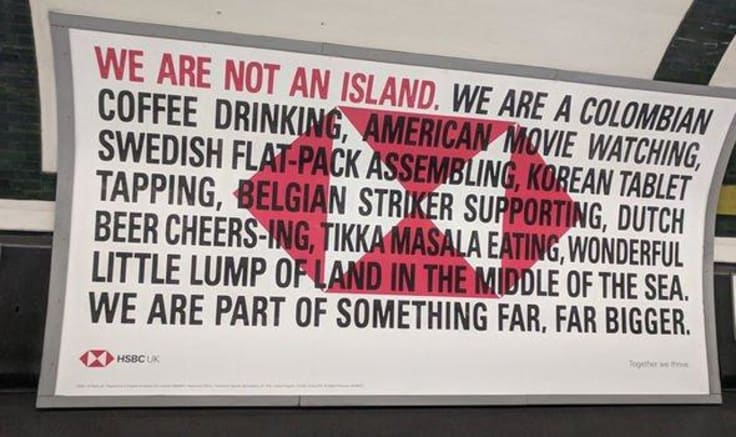 WE ARE NOT AN ISLAND. WE ARE A COLOMBIAN
COFFEE DRINKING, AMERICAN MOVIE WATCHING,
SWEDISH FLAT-PACK ASSEMBLING, KOREAN TABLET
TAPPING, BELGIAN STRIKER SUPPORTING, DUTCH
BEER CHEERS-ING, TIKKA MASALA EATING, WONDERFUL
LITTLE LUMP OF LAND IN THE MIDDLE OF THE SEA.
WE ARE PART OF SOMETHING FAR, FAR BIGGER.
HSBC UK
Together we thrive